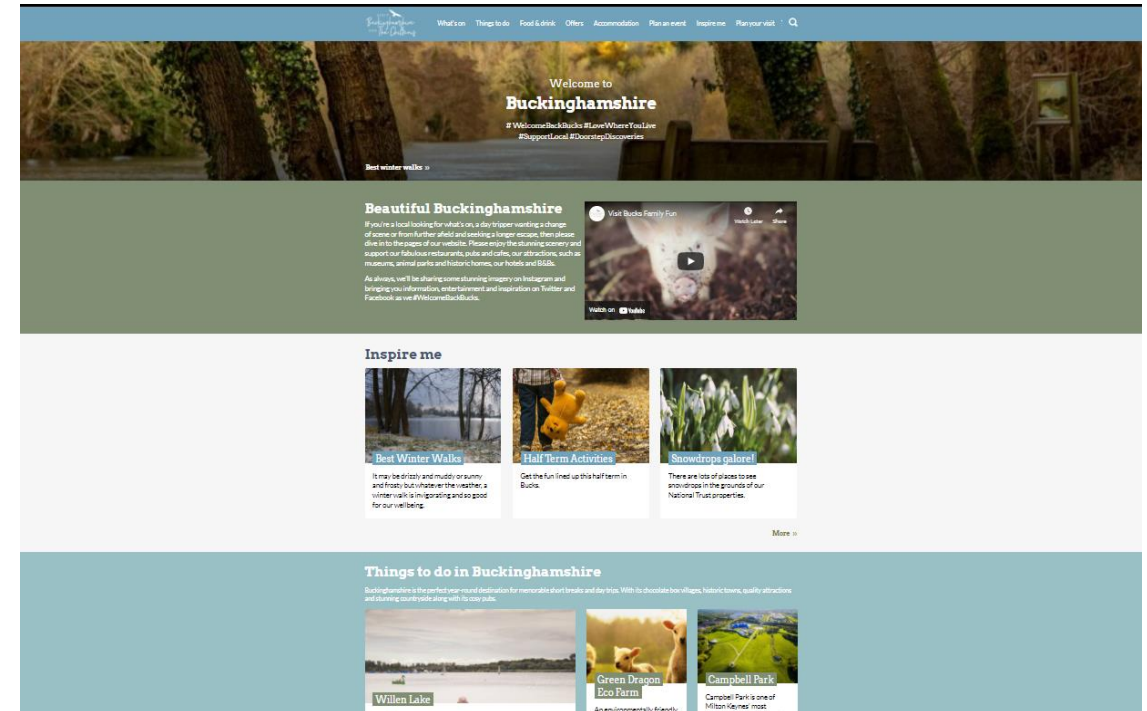 Buckinghamshire
The Chilterns
What's on Things to do Food & drink Offers Accommodation Plan an event Inspire me Plan your visit
Welcome to
Buckinghamshire
# WelcomeBackBucks #LoveWhereYouLive
#SupportLocal #DoorstepDiscoveries
Best winter walks »
Beautiful Buckinghamshire
If you're a local looking for what's on, a day tripper wanting a change
of scene or from further afield and seeking a longer escape, then please
dive in to the pages of our website. Please enjoy the stunning scenery and
support our fabulous restaurants, pubs and cafes, our attractions, such as
museums, animal parks and historic homes, our hotels and B&Bs.
As always, we'll be sharing some stunning imagery on Instagram and
bringing you information, entertainment and inspiration on Twitter and
Facebook as we #WelcomeBackBucks.
Visit Bucks Family Fun
Watch Later Share
Watch on YouTube
Inspire me
Best Winter Walks
It may be drizzly and muddy or sunny
and frosty but whatever the weather, a
winter walk is invigorating and so good
for our wellbeing.
Half Term Activities
Get the fun lined up this half term in
Bucks.
Snowdrops galore!
There are lots of places to see
snowdrops in the grounds of our
National Trust properties.
More »
Things to do in Buckinghamshire
Buckinghamshire is the perfect year-round destination for memorable short breaks and day trips. With its chocolate box villages, historic towns, quality attractions
and stunning countryside along with its cosy pubs.
Willen Lake
Green Dragon
Eco Farm
An environmentally friendly
Campbell Park
Campbell Park is one of
Milton Keynes' most